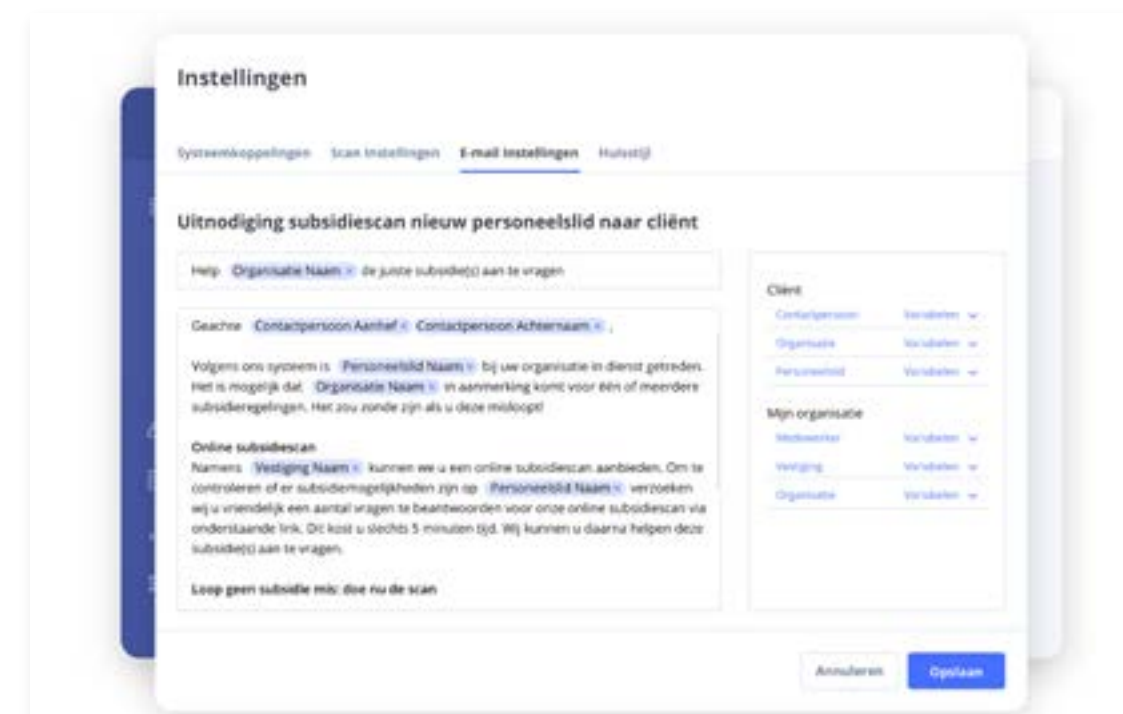 Instellingen
Systeemkoppelingen Scan Instellingen E-mail Instellingen Huisstijl
Uitnodiging subsidiescan nieuw personeelslid naar cliënt
Help Organisatie Naam × de juiste subsidie(s) aan te vragen
Geachte Contactpersoon Aanhef × Contactpersoon Achternaam × ,
Volgens ons systeem is Personeelslid Naam × bij uw organisatie in dienst getreden.
Het is mogelijk dat Organisatie Naam × in aanmerking komt voor één of meerdere
subsidieregelingen. Het zou zonde zijn als u deze misloopt!
Online subsidiescan
Namens Vestiging Naam × kunnen we u een online subsidiescan aanbieden. Om te
controleren of er subsidiemogelijkheden zijn op Personeelslid Naam × verzoeken
wij u vriendelijk een aantal vragen te beantwoorden voor onze online subsidiescan via
onderstaande link. Dit kost u slechts 5 minuten tijd. Wij kunnen u daarna helpen deze
subsidie(s) aan te vragen.
Loop geen subsidie mis: doe nu de scan
Cliënt
Contactpersoon Variabelen
Organisatie Variabelen
Personeelslid Variabelen
Mijn organisatie
Medewerker Variabelen
Vestiging Variabelen
Organisatie Variabelen
Annuleren Opslaan